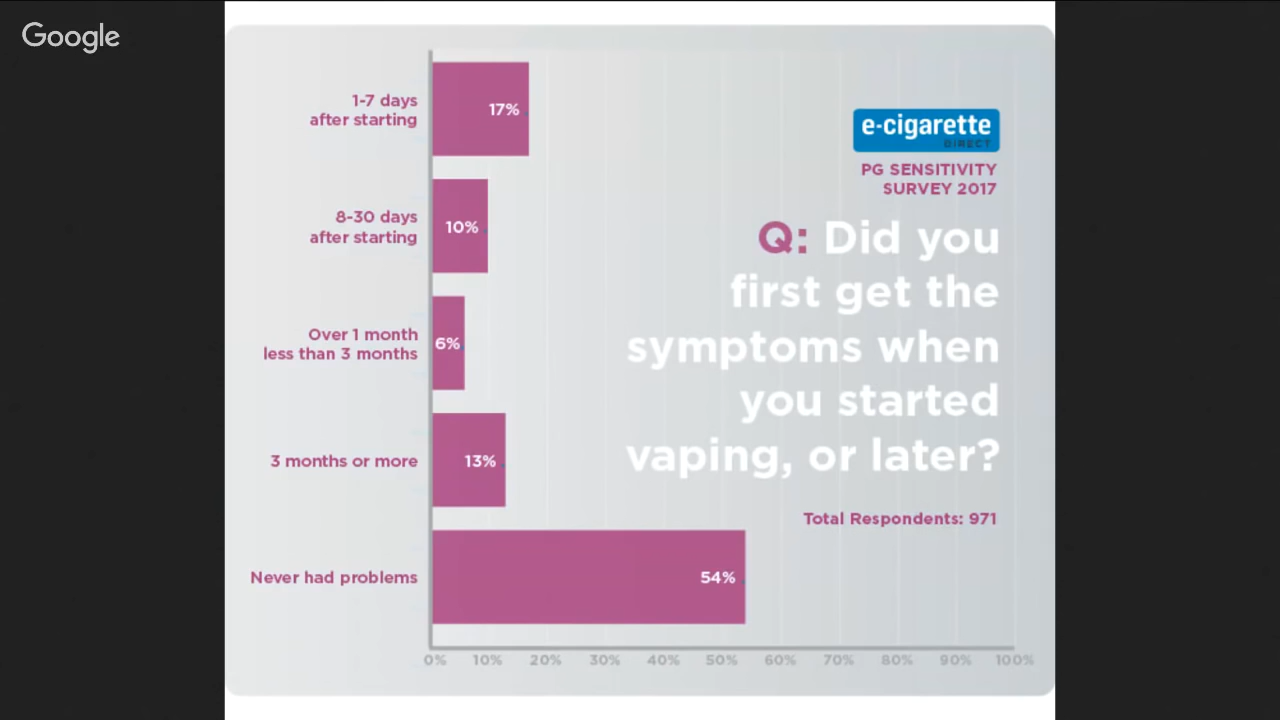 Google
1-7 days
after starting
17%
8-30 days
after starting
10%
Over 1 month
less than 3 months
6%
3 months or more
13%
Never had problems
54%
0% 10% 20% 30% 40% 50% 60% 70% 80% 90% 100%
e-cigarette
DIRECT
PG SENSITIVITY
SURVEY 2017
Q: Did you
first get the
symptoms when
you started
vaping, or later?
Total Respondents: 971